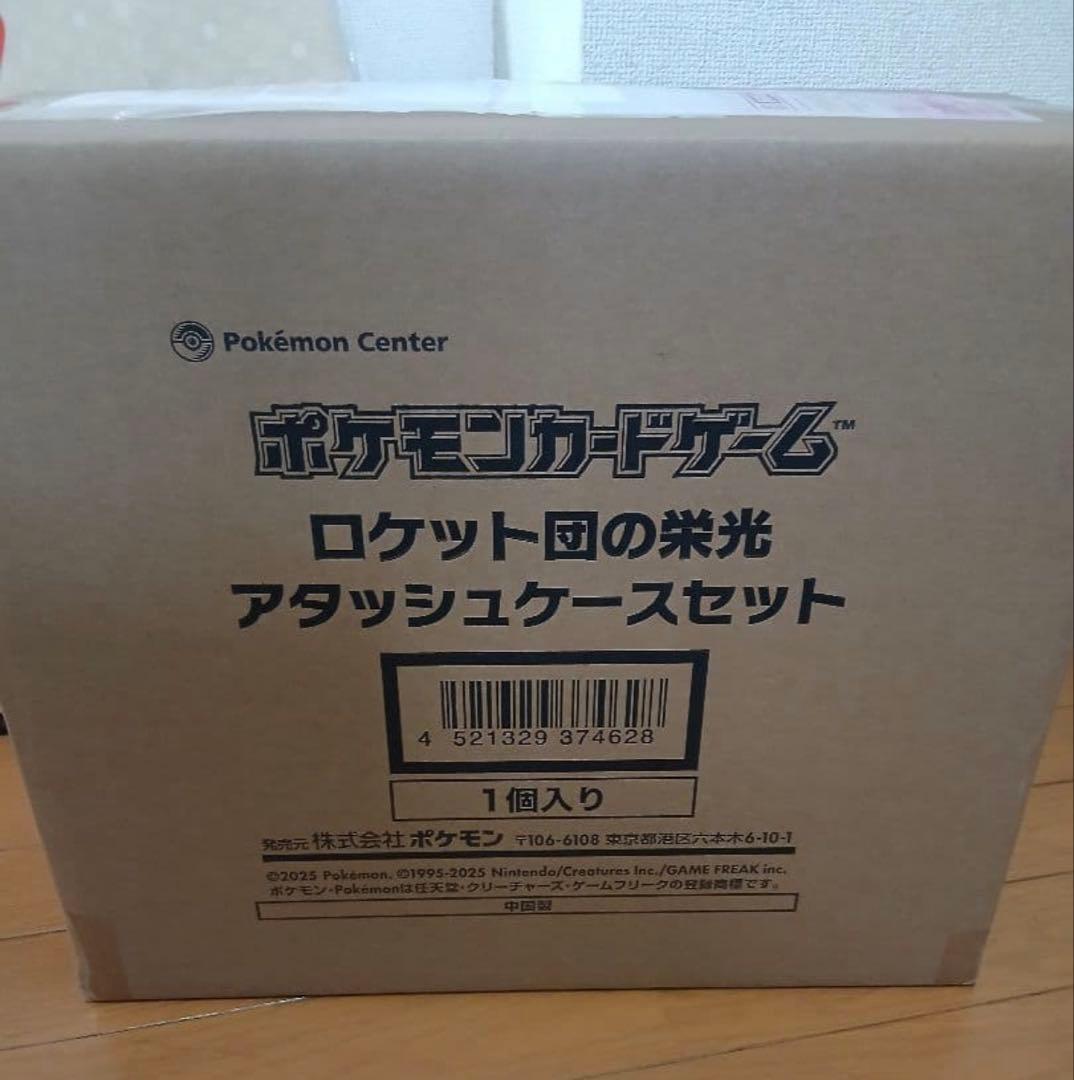 Pokémon Center
ポケモンカードゲーム™
ロケット団の栄光
アタッシュケースセット
4 521329 374628
1個入り
発売元 株式会社 ポケモン 〒106-6108 東京都港区六本木6-10-1
©2025 Pokémon. ©1995-2025 Nintendo/Creatures Inc./GAME FREAK inc.
ポケモン・Pokémonは任天堂・クリーチャーズ・ゲームフリークの登録商標です。
中国製